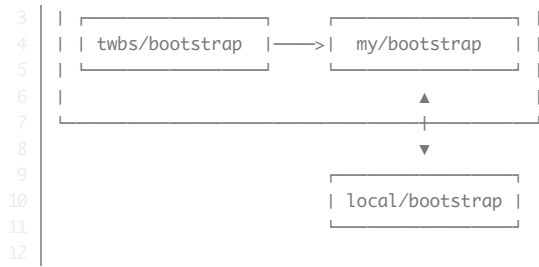 3 | ┌─────────────────┐ ┌─────────────────┐ |
4 | | twbs/bootstrap |────>| my/bootstrap | |
5 | └─────────────────┘ └─────────────────┘ |
6 | ▲ |
7 └─────────────────────────────────┼──────────┘
8 ▼
9 ┌─────────────────┐
10 | local/bootstrap |
11 └─────────────────┘
12